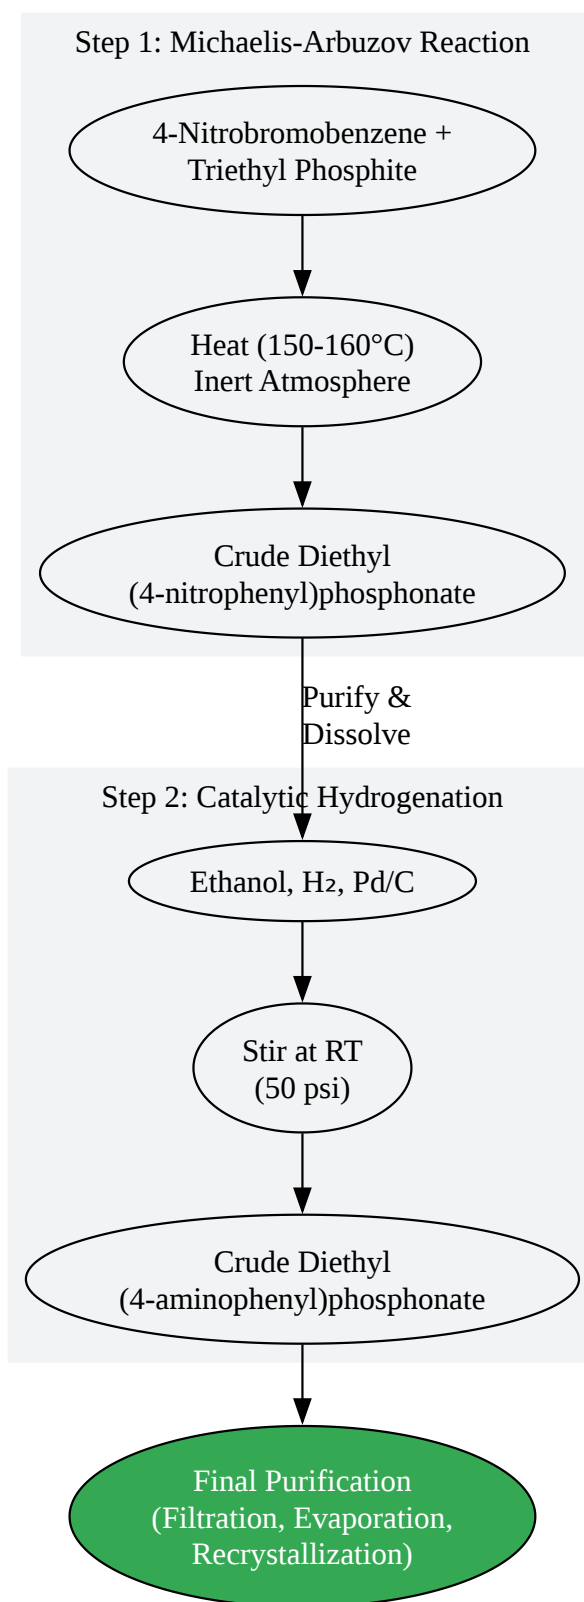 Step 1: Michaelis-Arbuzov Reaction
4-Nitrobromobenzene +
Triethyl Phosphite
Heat (150-160°C)
Inert Atmosphere
Crude Diethyl
(4-nitrophenyl)phosphonate
Purify &
Dissolve
Step 2: Catalytic Hydrogenation
Ethanol, H₂, Pd/C
Stir at RT
(50 psi)
Crude Diethyl
(4-aminophenyl)phosphonate
Final Purification
(Filtration, Evaporation,
Recrystallization)